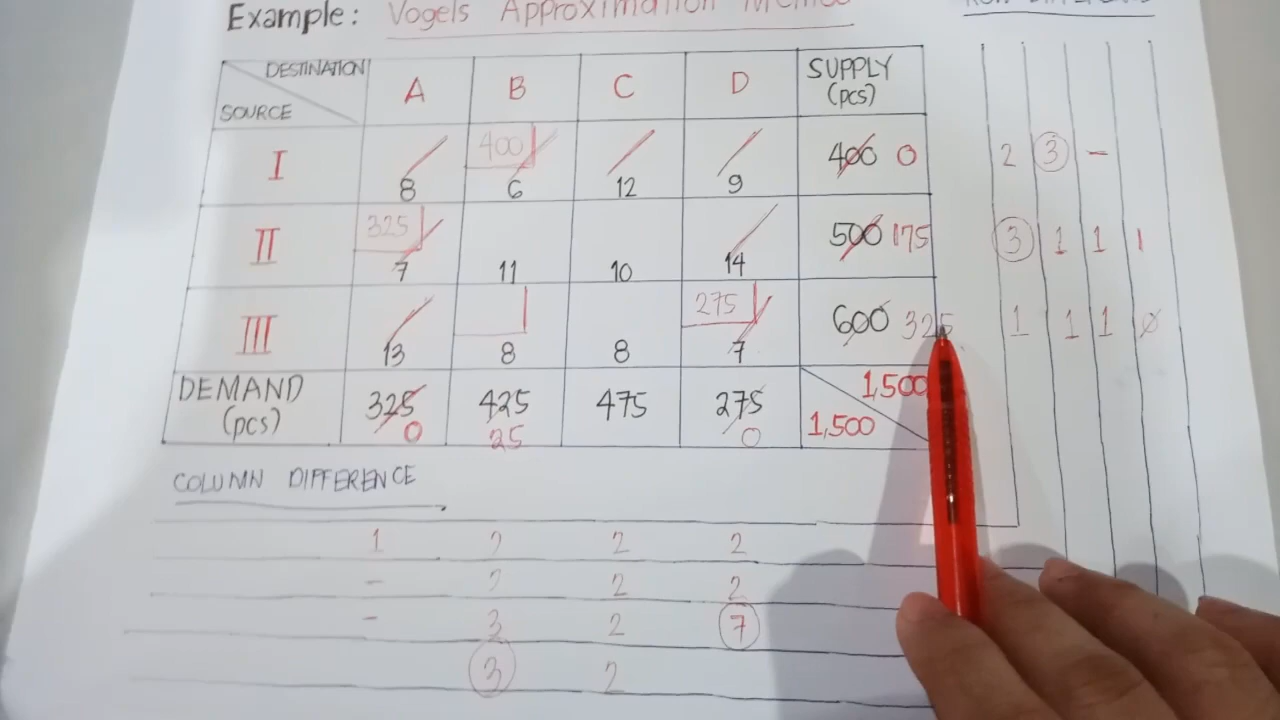 Example: Vogels Approximation
DESTINATION
SOURCE
A B C D SUPPLY
(pcs)
I 400 400 0 2 3 -
8 6 12 9
II 325 500 175 3 1 1 1
7 11 10 14
III 275 600 325 1 1 1 0
13 8 8 7
DEMAND
(pcs)
325 425 475 275 1,500
0 25 0 1,500
COLUMN DIFFERENCE
1 2 2 2
- 2 2 2
- 3 2 7
3 2